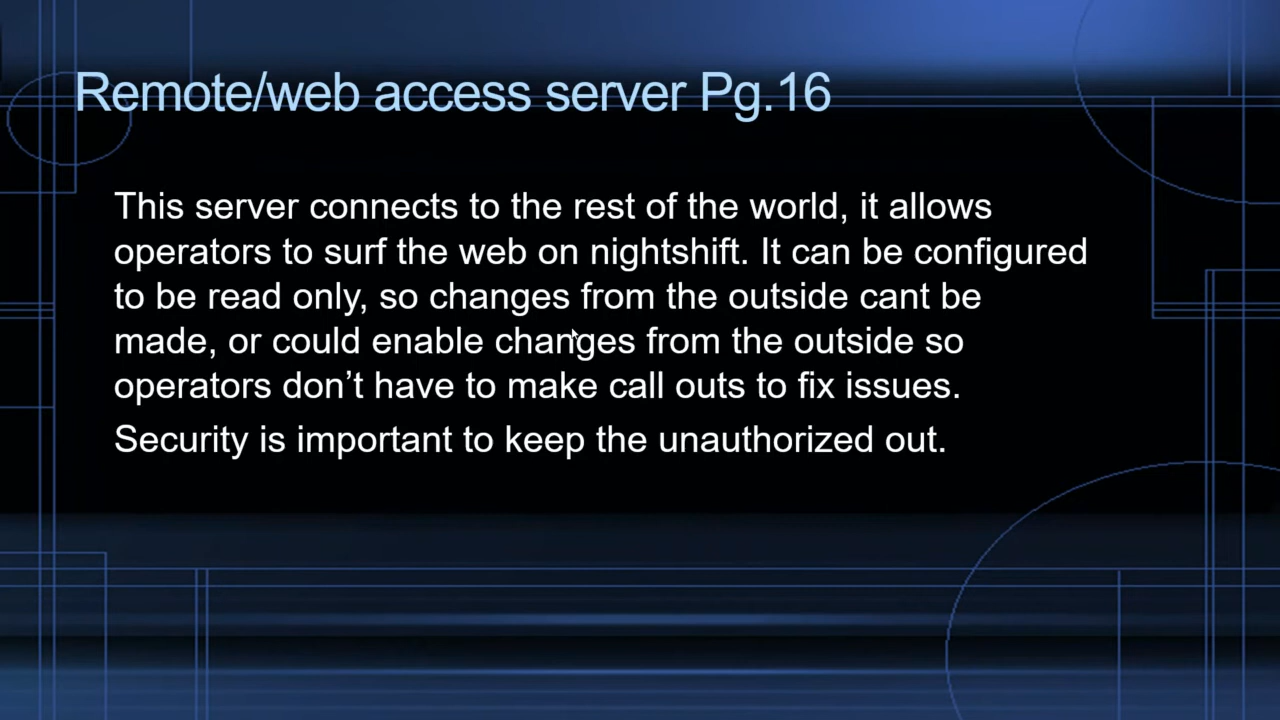 Remote/web access server Pg.16
This server connects to the rest of the world, it allows
operators to surf the web on nightshift. It can be configured
to be read only, so changes from the outside cant be
made, or could enable changes from the outside so
operators don’t have to make call outs to fix issues.
Security is important to keep the unauthorized out.